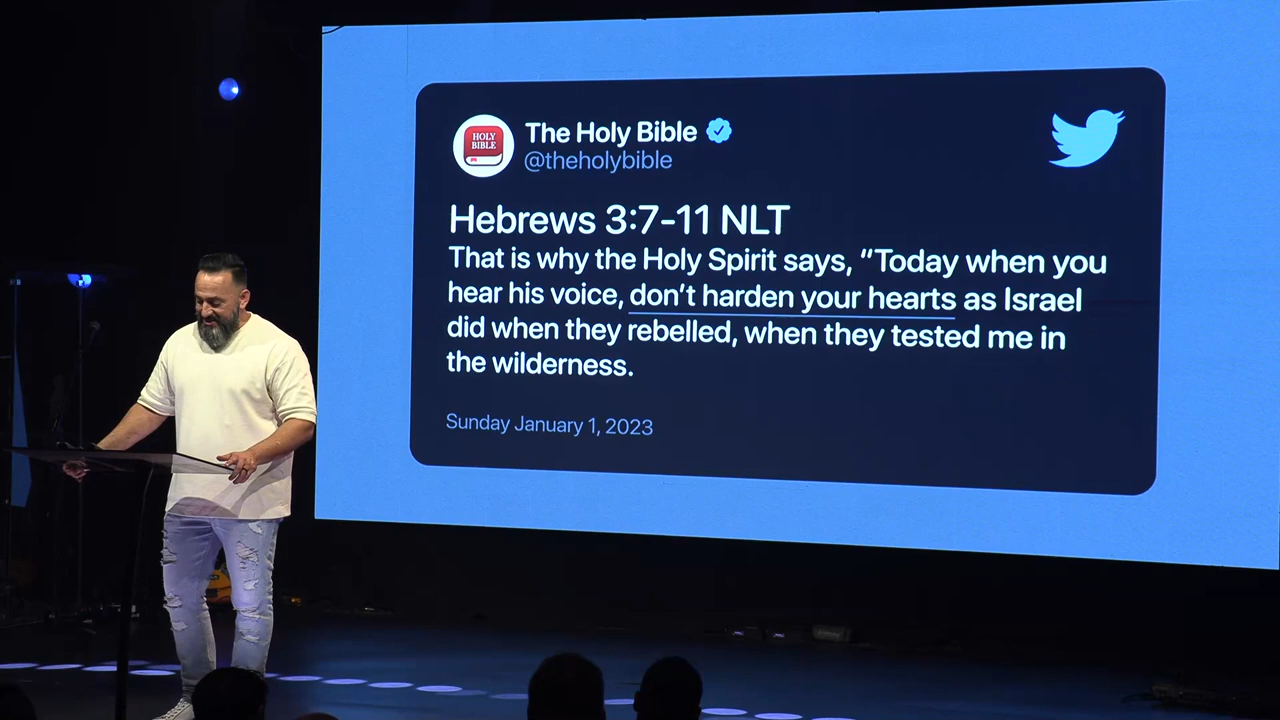 HOLY
BIBLE
The Holy Bible
@theholybible
Hebrews 3:7-11 NLT
That is why the Holy Spirit says, “Today when you
hear his voice, don’t harden your hearts as Israel
did when they rebelled, when they tested me in
the wilderness.
Sunday January 1, 2023